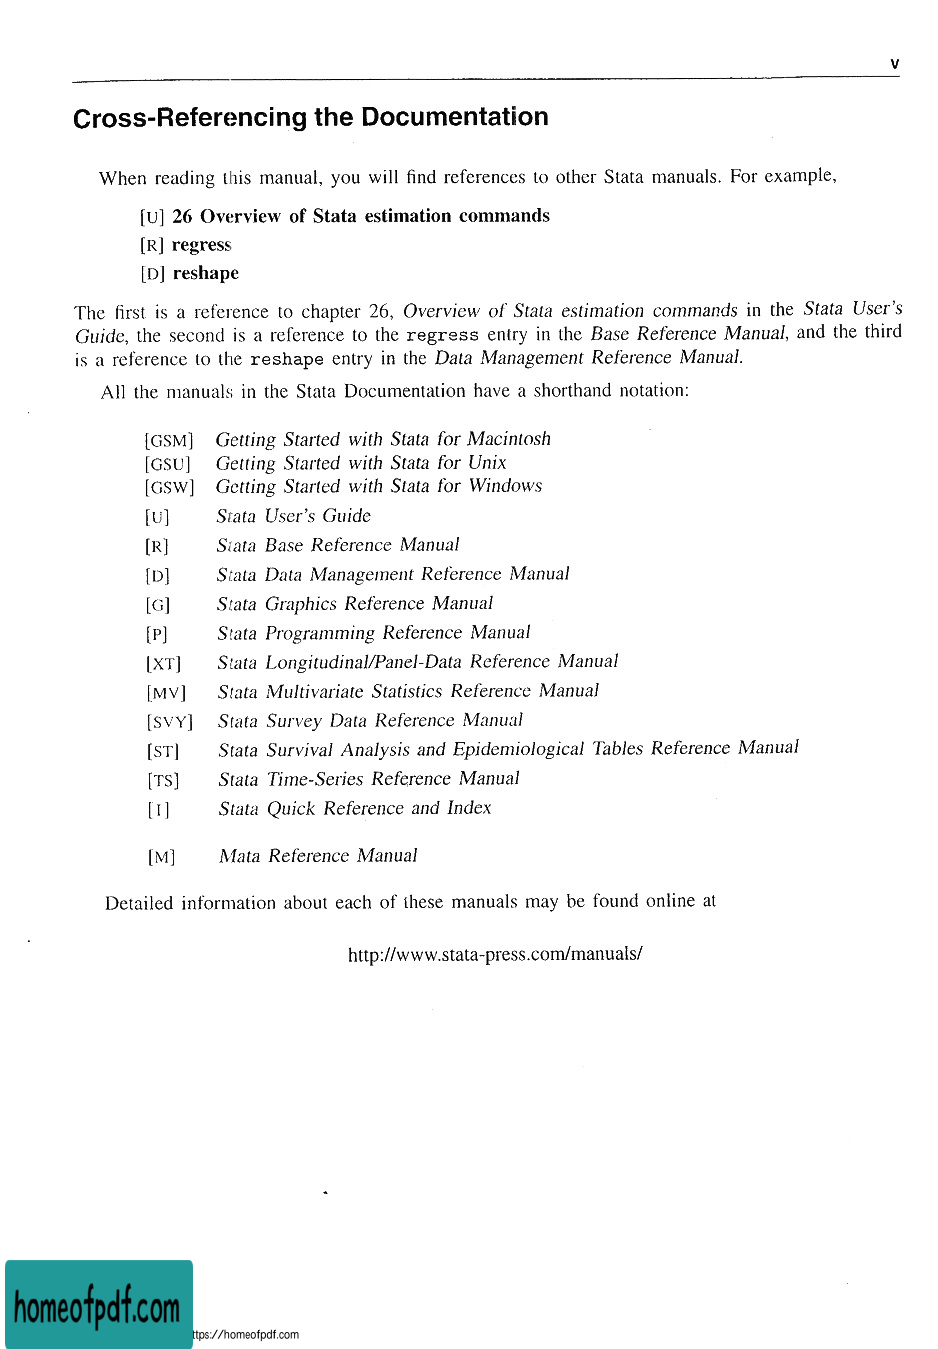 v
Cross-Referencing the Documentation
When reading this manual, you will find references to other Stata manuals. For example,
[U] 26 Overview of Stata estimation commands
[R] regress
[D] reshape
The first is a reference to chapter 26, Overview of Stata estimation commands in the Stata User's
Guide, the second is a reference to the regress entry in the Base Reference Manual, and the third
is a reference to the reshape entry in the Data Management Reference Manual.
All the manuals in the Stata Documentation have a shorthand notation:
[GSM] Getting Started with Stata for Macintosh
[GSU] Getting Started with Stata for Unix
[GSW] Getting Started with Stata for Windows
[U] Stata User's Guide
[R] Stata Base Reference Manual
[D] Stata Data Management Reference Manual
[G] Stata Graphics Reference Manual
[P] Stata Programming Reference Manual
[XT] Stata Longitudinal/Panel-Data Reference Manual
[MV] Stata Multivariate Statistics Reference Manual
[SVY] Stata Survey Data Reference Manual
[ST] Stata Survival Analysis and Epidemiological Tables Reference Manual
[TS] Stata Time-Series Reference Manual
[I] Stata Quick Reference and Index
[M] Mata Reference Manual
Detailed information about each of these manuals may be found online at
http://www.stata-press.com/manuals/
homeofpdf.com
ttps://homeofpdf.com